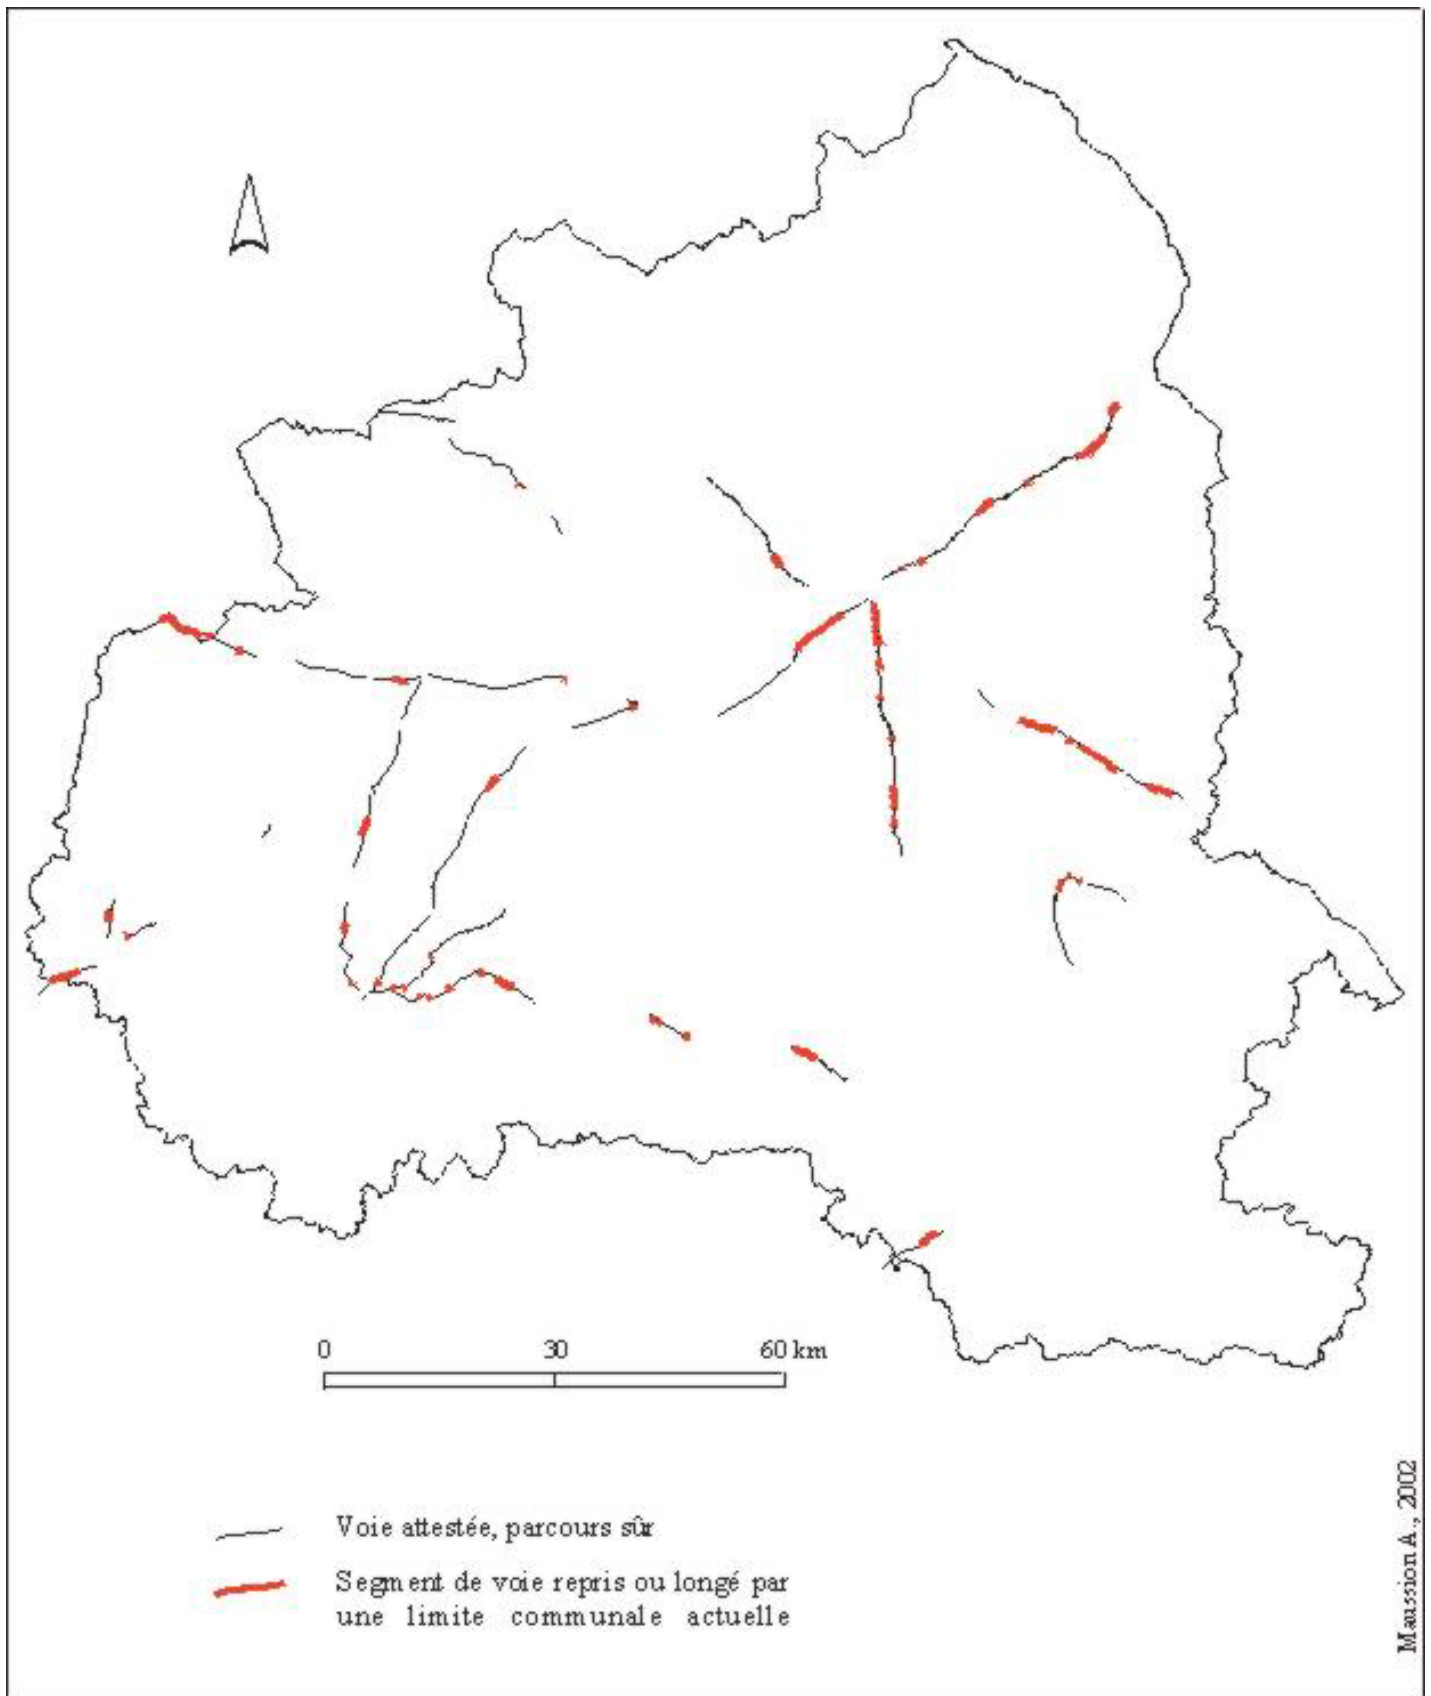 0 30 60 km
Voie attestée, parcours sûr
Segment de voie repris ou longé par
une limite communale actuelle
Maussion A., 2002